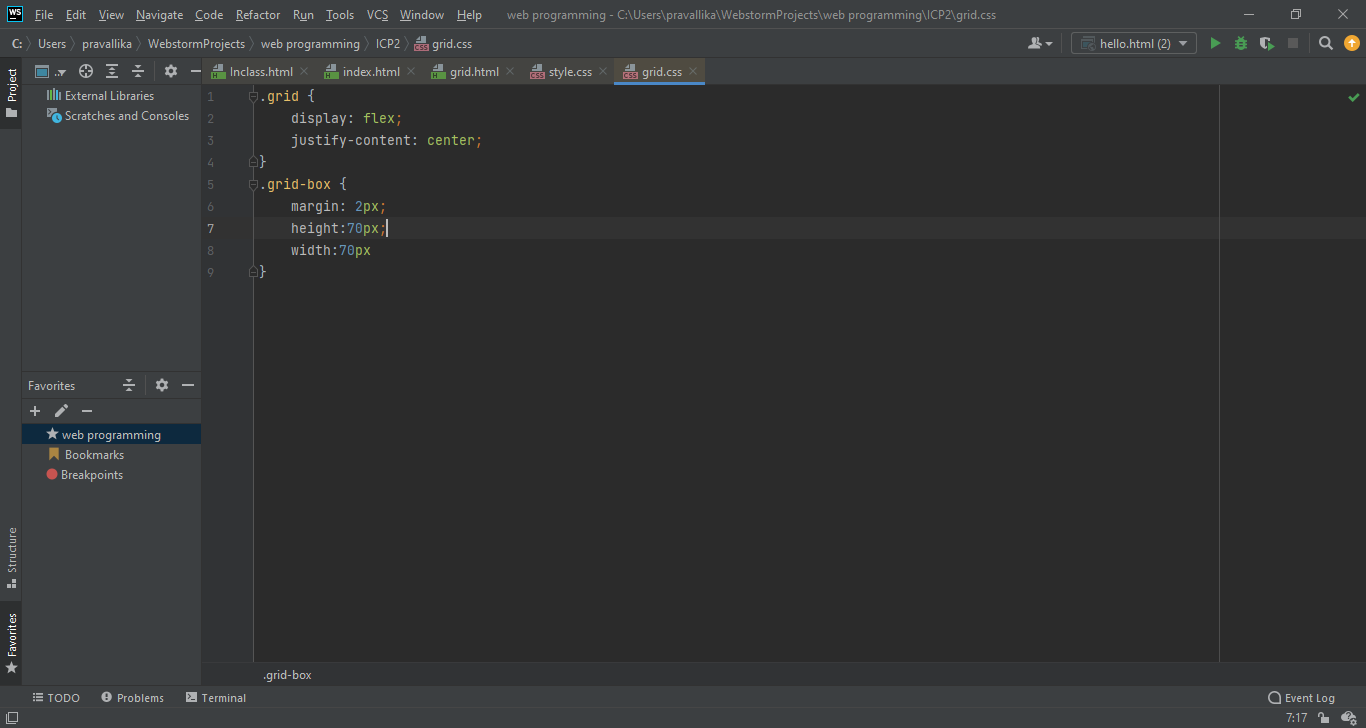 WS File Edit View Navigate Code Refactor Run Tools VCS Window Help web programming - C:\Users\pravallika\WebstormProjects\web programming\ICP2\grid.css
C: Users pravallika WebstormProjects web programming ICP2 grid.css hello.html (2)
Project
.. Inclass.html index.html grid.html style.css grid.css
External Libraries
Scratches and Consoles
1 .grid {
2 display: flex;
3 justify-content: center;
4 }
5 .grid-box {
6 margin: 2px;
7 height:70px;
8 width:70px
9 }
Favorites
web programming
Bookmarks
Breakpoints
Structure
Favorites
.grid-box
TODO Problems Terminal Event Log
7:17